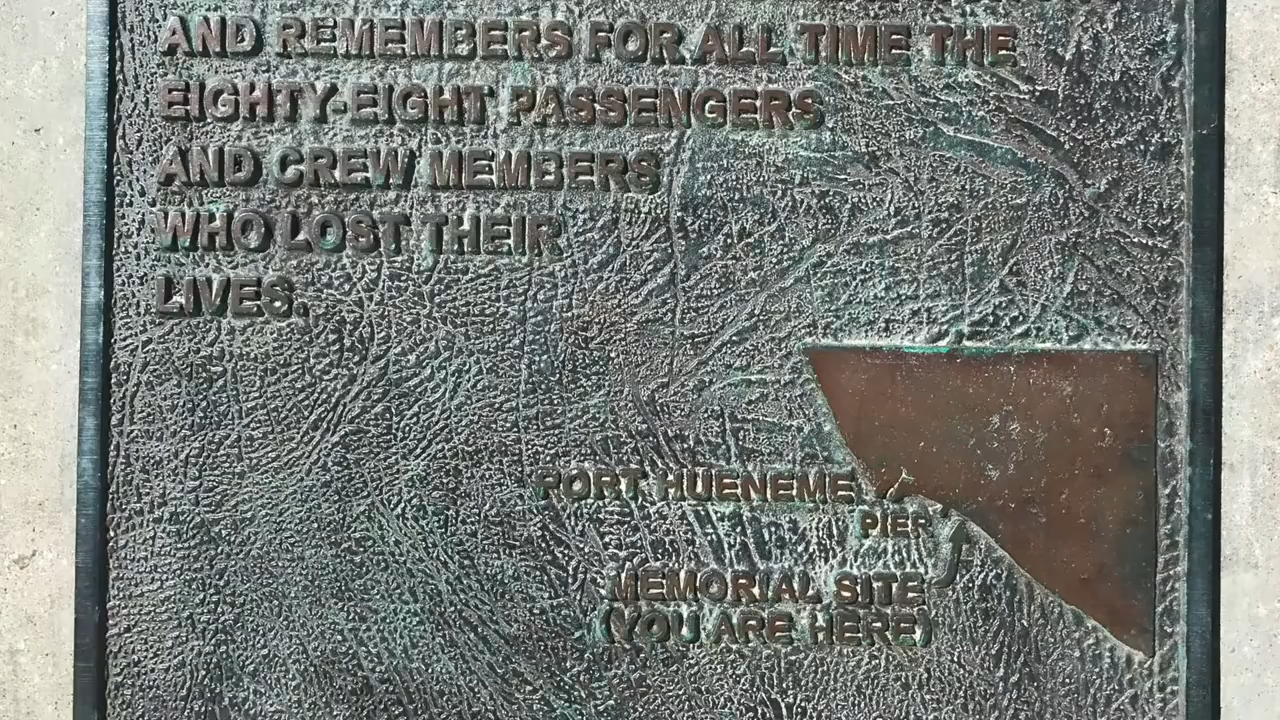 AND REMEMBERS FOR ALL TIME THE
EIGHTY-EIGHT PASSENGERS
AND CREW MEMBERS
WHO LOST THEIR
LIVES.
PORT HUENEME
PIER
MEMORIAL SITE
(YOU ARE HERE)